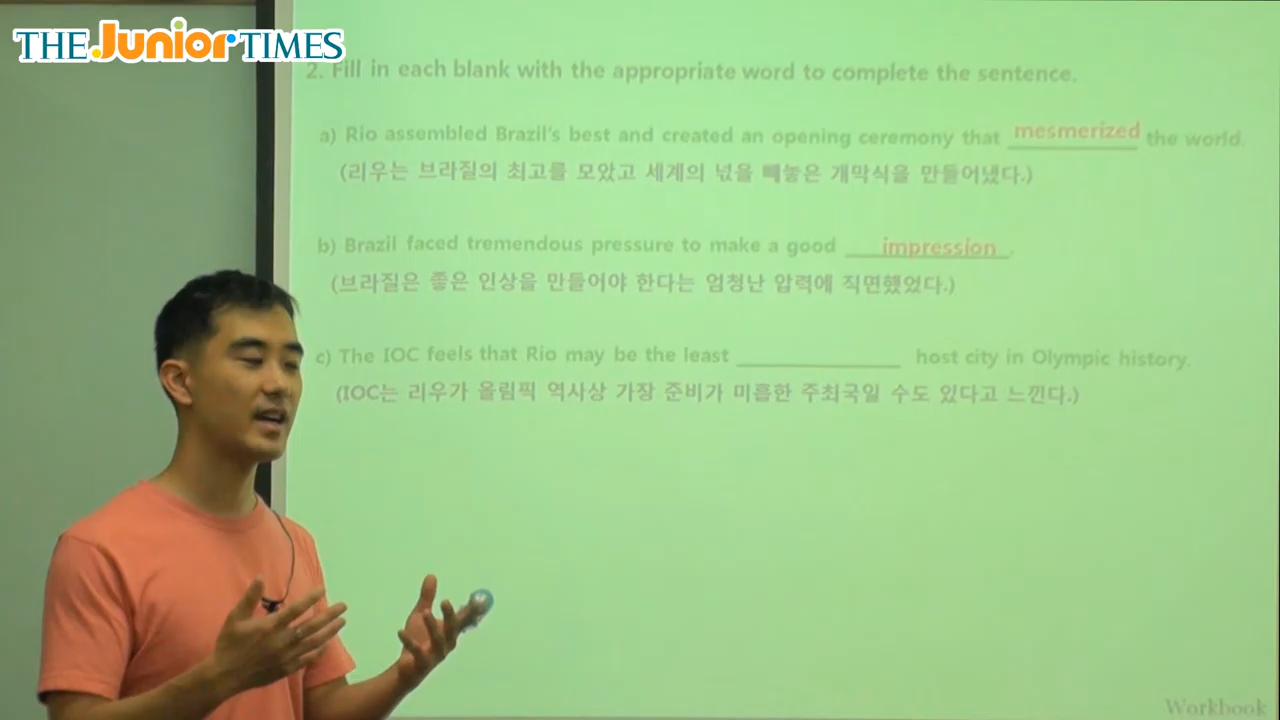 THE Junior TIMES
2. Fill in each blank with the appropriate word to complete the sentence.
a) Rio assembled Brazil's best and created an opening ceremony that mesmerized the world.
(리우는 브라질의 최고를 모았고 세계의 넋을 빼놓은 개막식을 만들어냈다.)
b) Brazil faced tremendous pressure to make a good impression.
(브라질은 좋은 인상을 만들어야 한다는 엄청난 압력에 직면했었다.)
c) The IOC feels that Rio may be the least ____________ host city in Olympic history.
(IOC는 리우가 올림픽 역사상 가장 준비가 미흡한 주최국일 수도 있다고 느낀다.)
Workbook